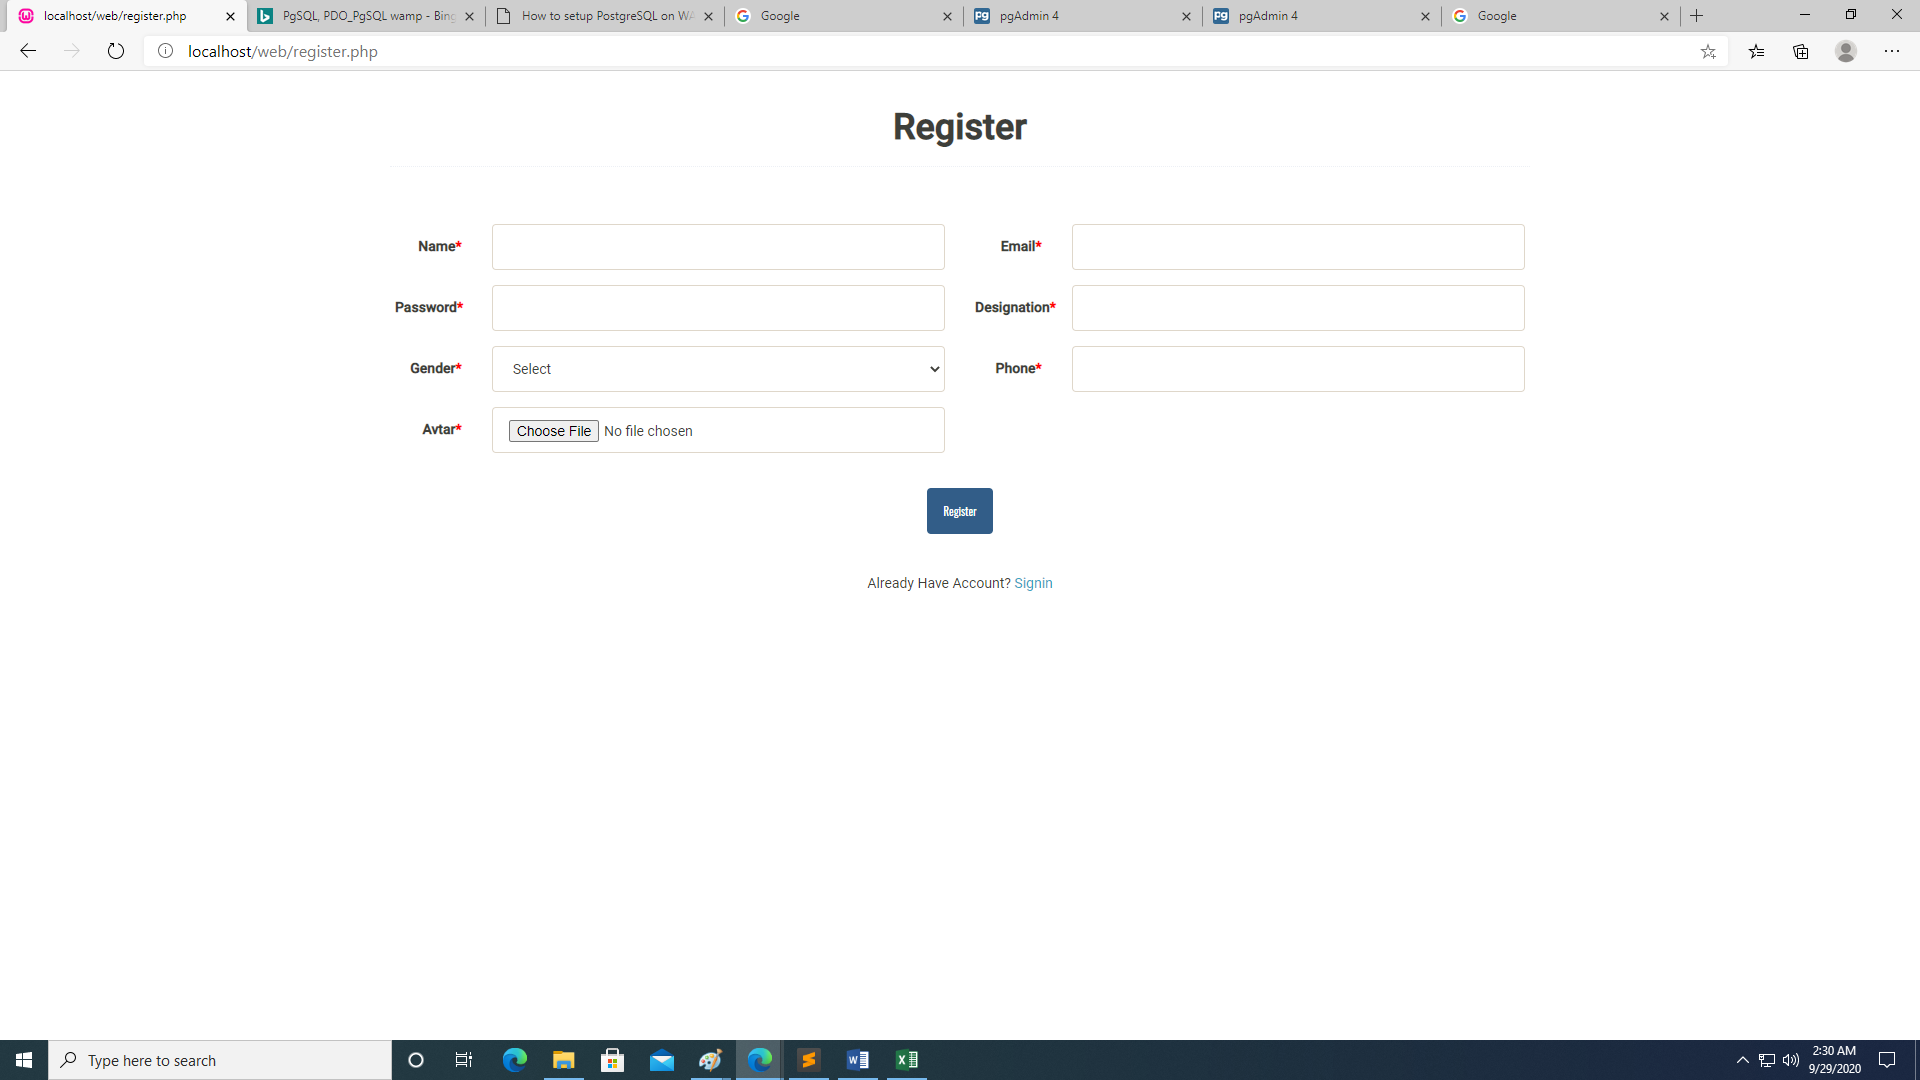 localhost/web/register.php
PgSQL, PDO_PgSQL wamp - Bing
How to setup PostgreSQL on WA
Google
pgAdmin 4
pgAdmin 4
Google
localhost/web/register.php
Register
Name*
Email*
Password*
Designation*
Gender*
Select
Phone*
Avtar*
Choose File No file chosen
Register
Already Have Account? Signin
Type here to search
2:30 AM
9/29/2020